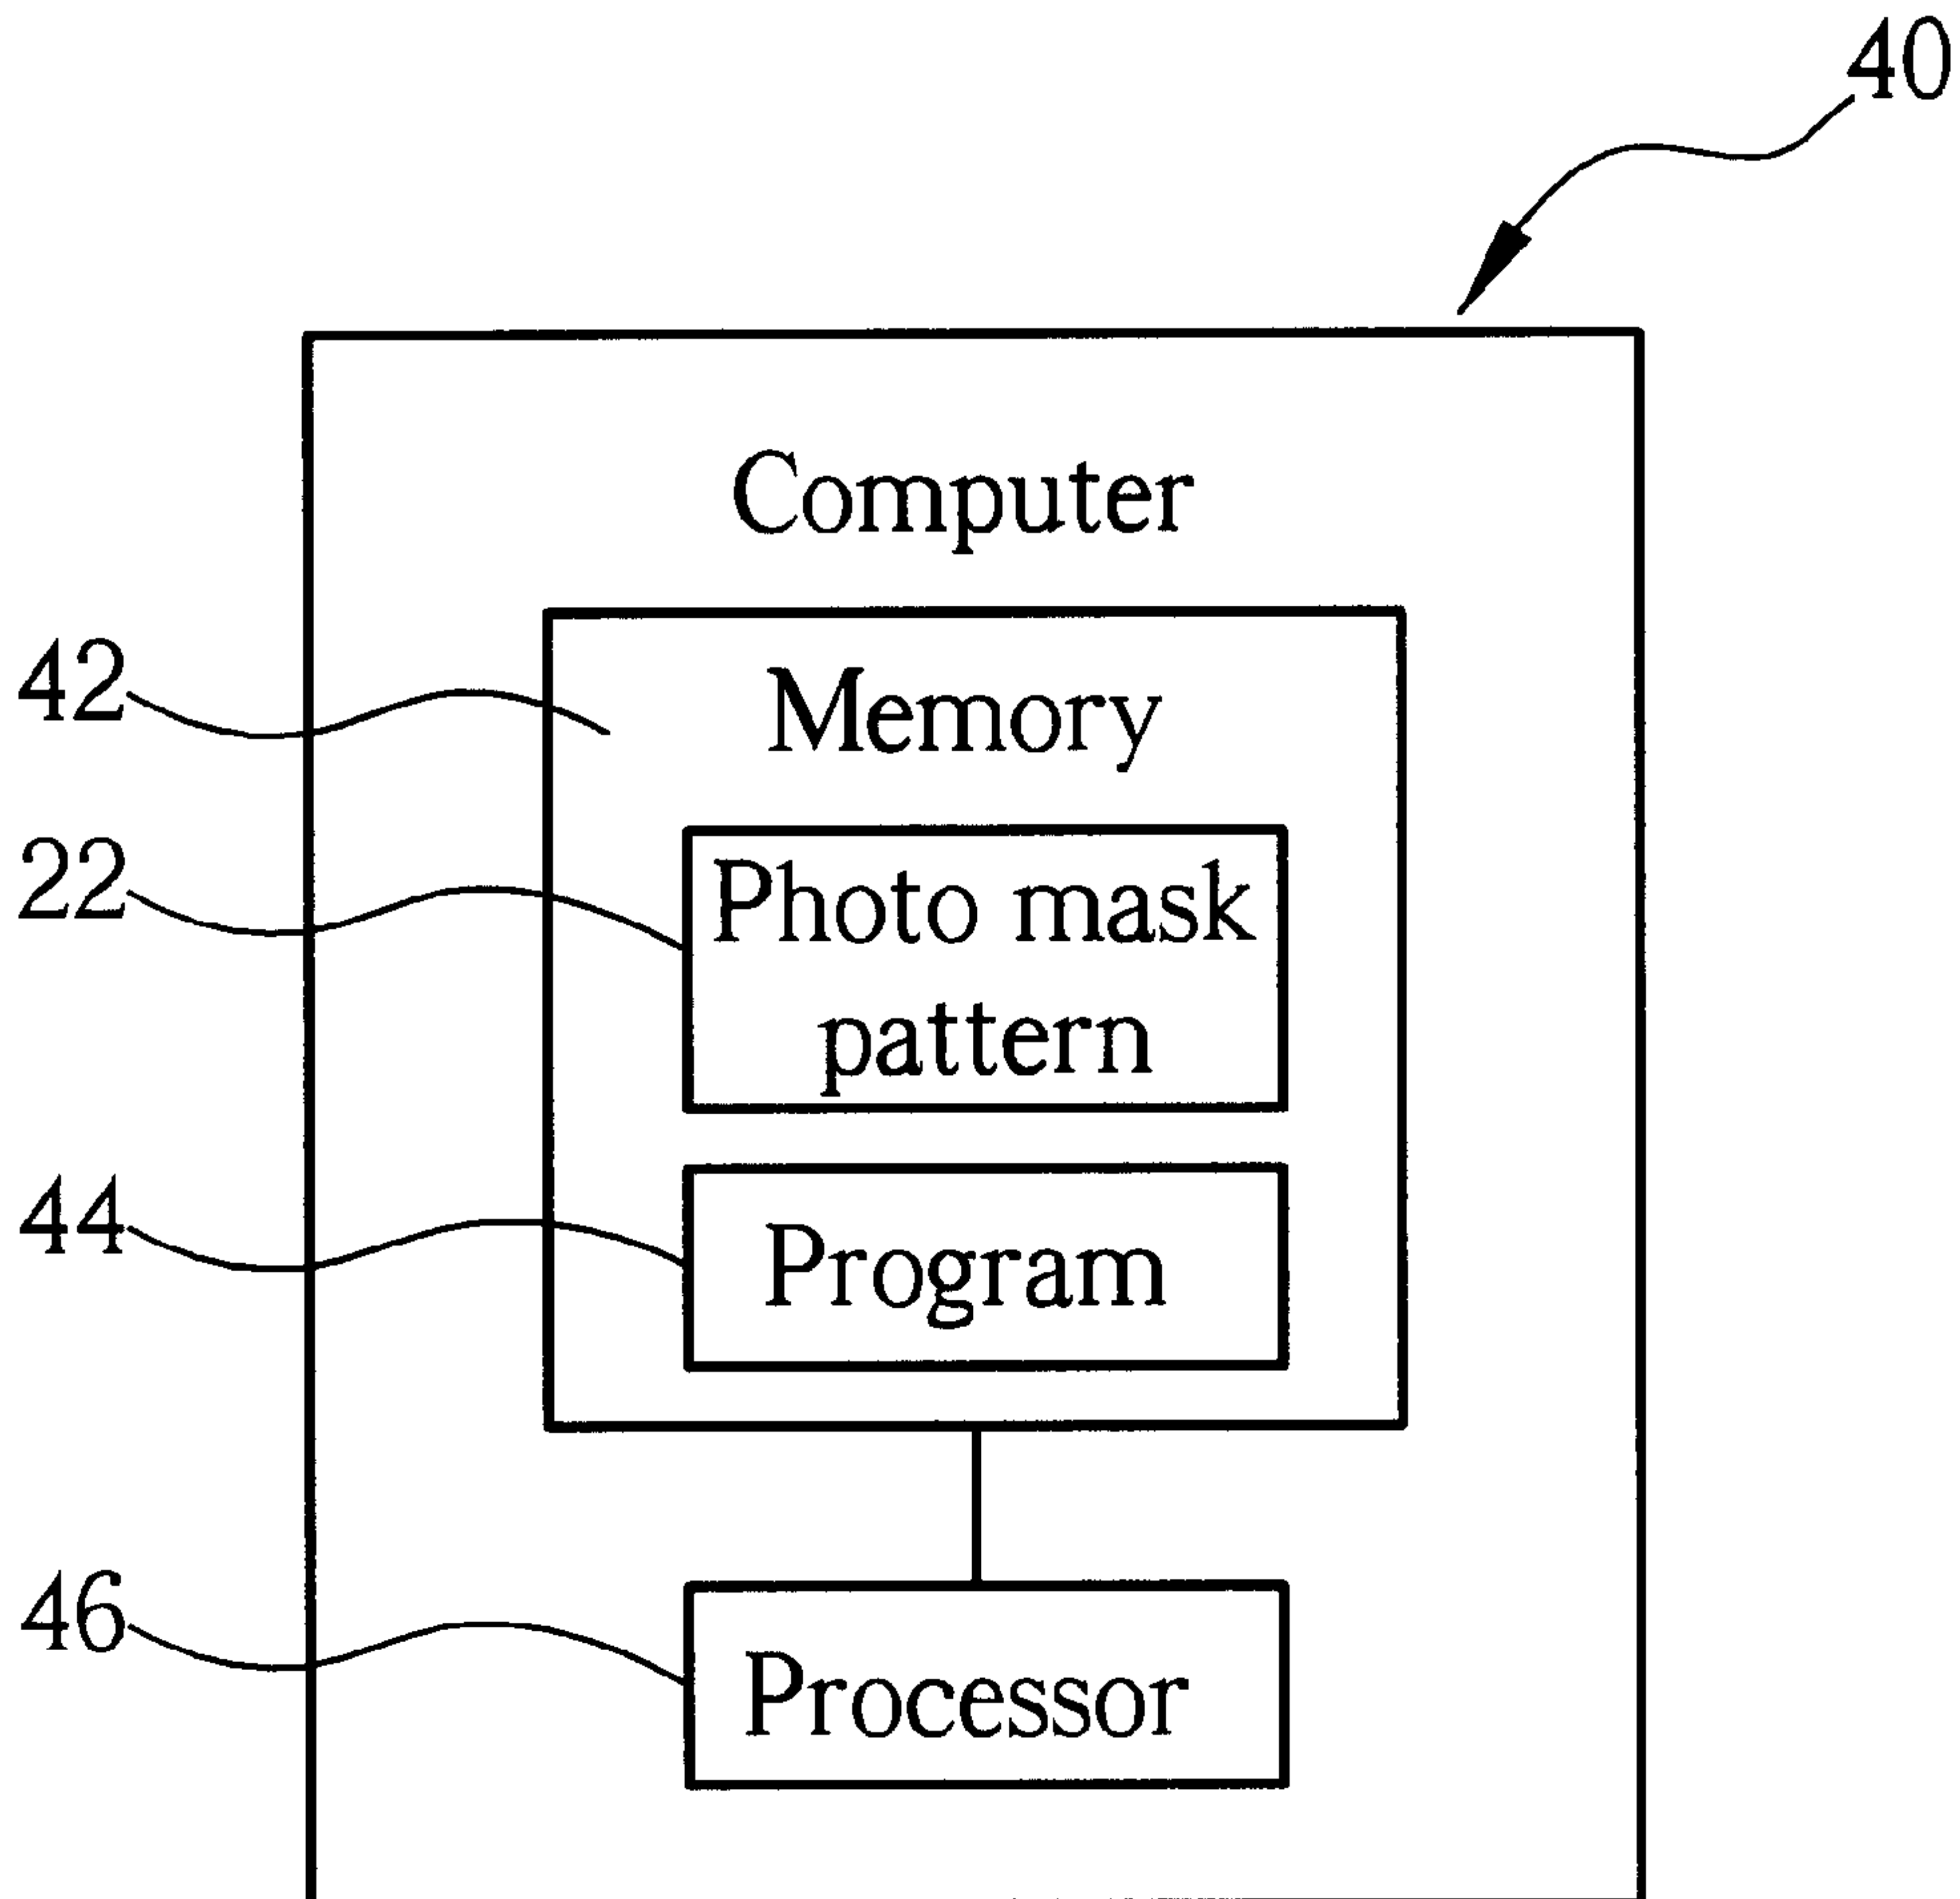 40
Computer
42
Memory
22
Photo mask
pattern
44
Program
46
Processor